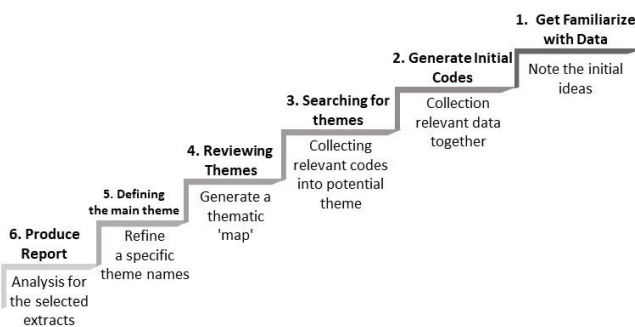 1. Get Familiarize
with Data
Note the initial
ideas
2. Generate Initial
Codes
Collection
relevant data
together
3. Searching for
themes
Collecting
relevant codes
into potential
theme
4. Reviewing
Themes
Generate a
thematic
'map'
5. Defining
the main theme
Refine
a specific
theme names
6. Produce
Report
Analysis for
the selected
extracts